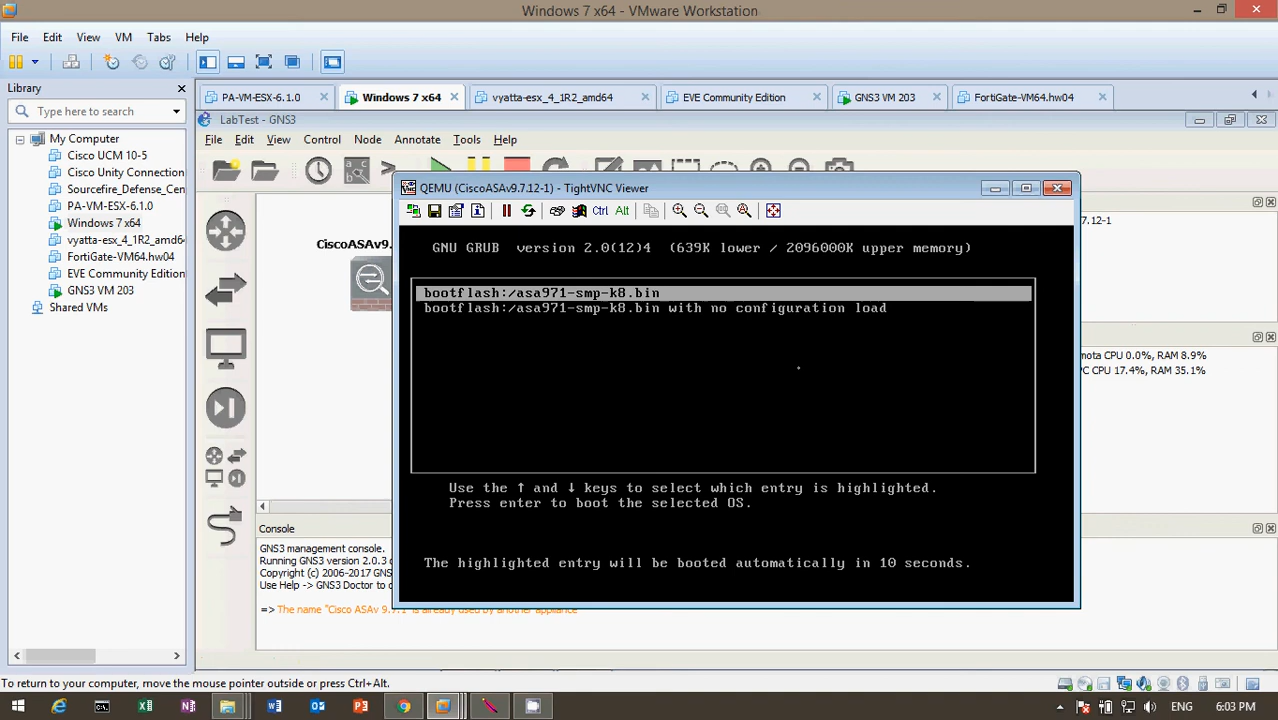 Windows 7 x64 - VMware Workstation
File Edit View VM Tabs Help
Library
Type here to search
My Computer
Cisco UCM 10-5
Cisco Unity Connection
Sourcefire_Defense_Cen
PA-VM-ESX-6.1.0
Windows 7 x64
vyatta-esx_4_1R2_amd64
FortiGate-VM64.hw04
EVE Community Edition
GNS3 VM 203
Shared VMs
PA-VM-ESX-6.1.0 Windows 7 x64 vyatta-esx_4_1R2_amd64 EVE Community Edition GNS3 VM 203 FortiGate-VM64.hw04
LabTest - GNS3
File Edit View Control Node Annotate Tools Help
CiscoASAv9.
QEMU (CiscoASAv9.7.12-1) - TightVNC Viewer
Ctrl Alt
7.12-1
GNU GRUB version 2.0(12)4 (639K lower / 2096000K upper memory)
bootflash:/asa971-smp-k8.bin
bootflash:/asa971-smp-k8.bin with no configuration load
Use the ↑ and ↓ keys to select which entry is highlighted.
Press enter to boot the selected OS.
The highlighted entry will be booted automatically in 10 seconds.
mota CPU 0.0%, RAM 8.9%
PC CPU 17.4%, RAM 35.1%
Console
GNS3 management console.
Running GNS3 version 2.0.3
Copyright (c) 2006-2017 GNS
Use Help -> GNS3 Doctor to
=> The name "Cisco ASAv 9.7.1" is already used by another appliance
To return to your computer, move the mouse pointer outside or press Ctrl+Alt.
ENG 6:03 PM